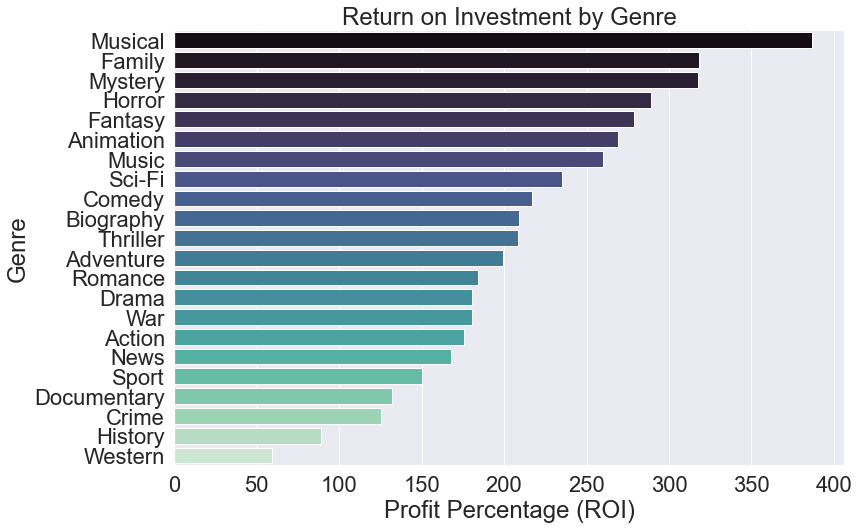 Return on Investment by Genre
Musical
Family
Mystery
Horror
Fantasy
Animation
Music
Sci-Fi
Comedy
Biography
Thriller
Adventure
Romance
Drama
War
Action
News
Sport
Documentary
Crime
History
Western
Genre
0 50 100 150 200 250 300 350 400
Profit Percentage (ROI)